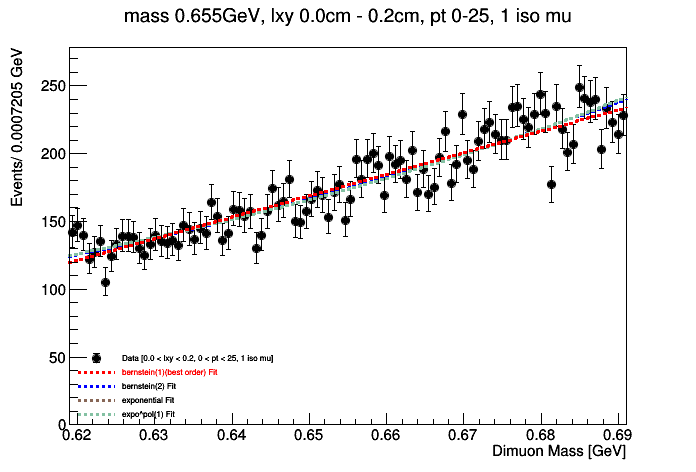 mass 0.655GeV, lxy 0.0cm - 0.2cm, pt 0-25, 1 iso mu
Events/ 0.0007205 GeV
250
200
150
100
50
0
Data [0.0 < lxy < 0.2, 0 < pt < 25, 1 iso mu]
bernstein(1)(best order) Fit
bernstein(2) Fit
exponential Fit
expo^pol(1) Fit
0.62 0.63 0.64 0.65 0.66 0.67 0.68 0.69
Dimuon Mass [GeV]